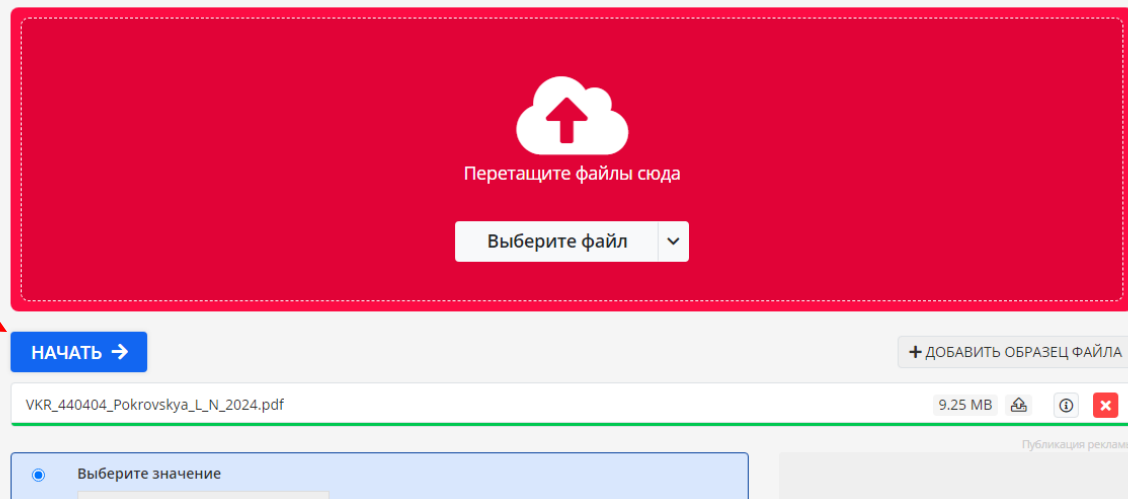 Перетащите файлы сюда
Выберите файл
НАЧАТЬ
ДОБАВИТЬ ОБРАЗЕЦ ФАЙЛА
VKR_440404_Pokrovskya_L_N_2024.pdf
9.25 MB
Публикация реклам
Выберите значение